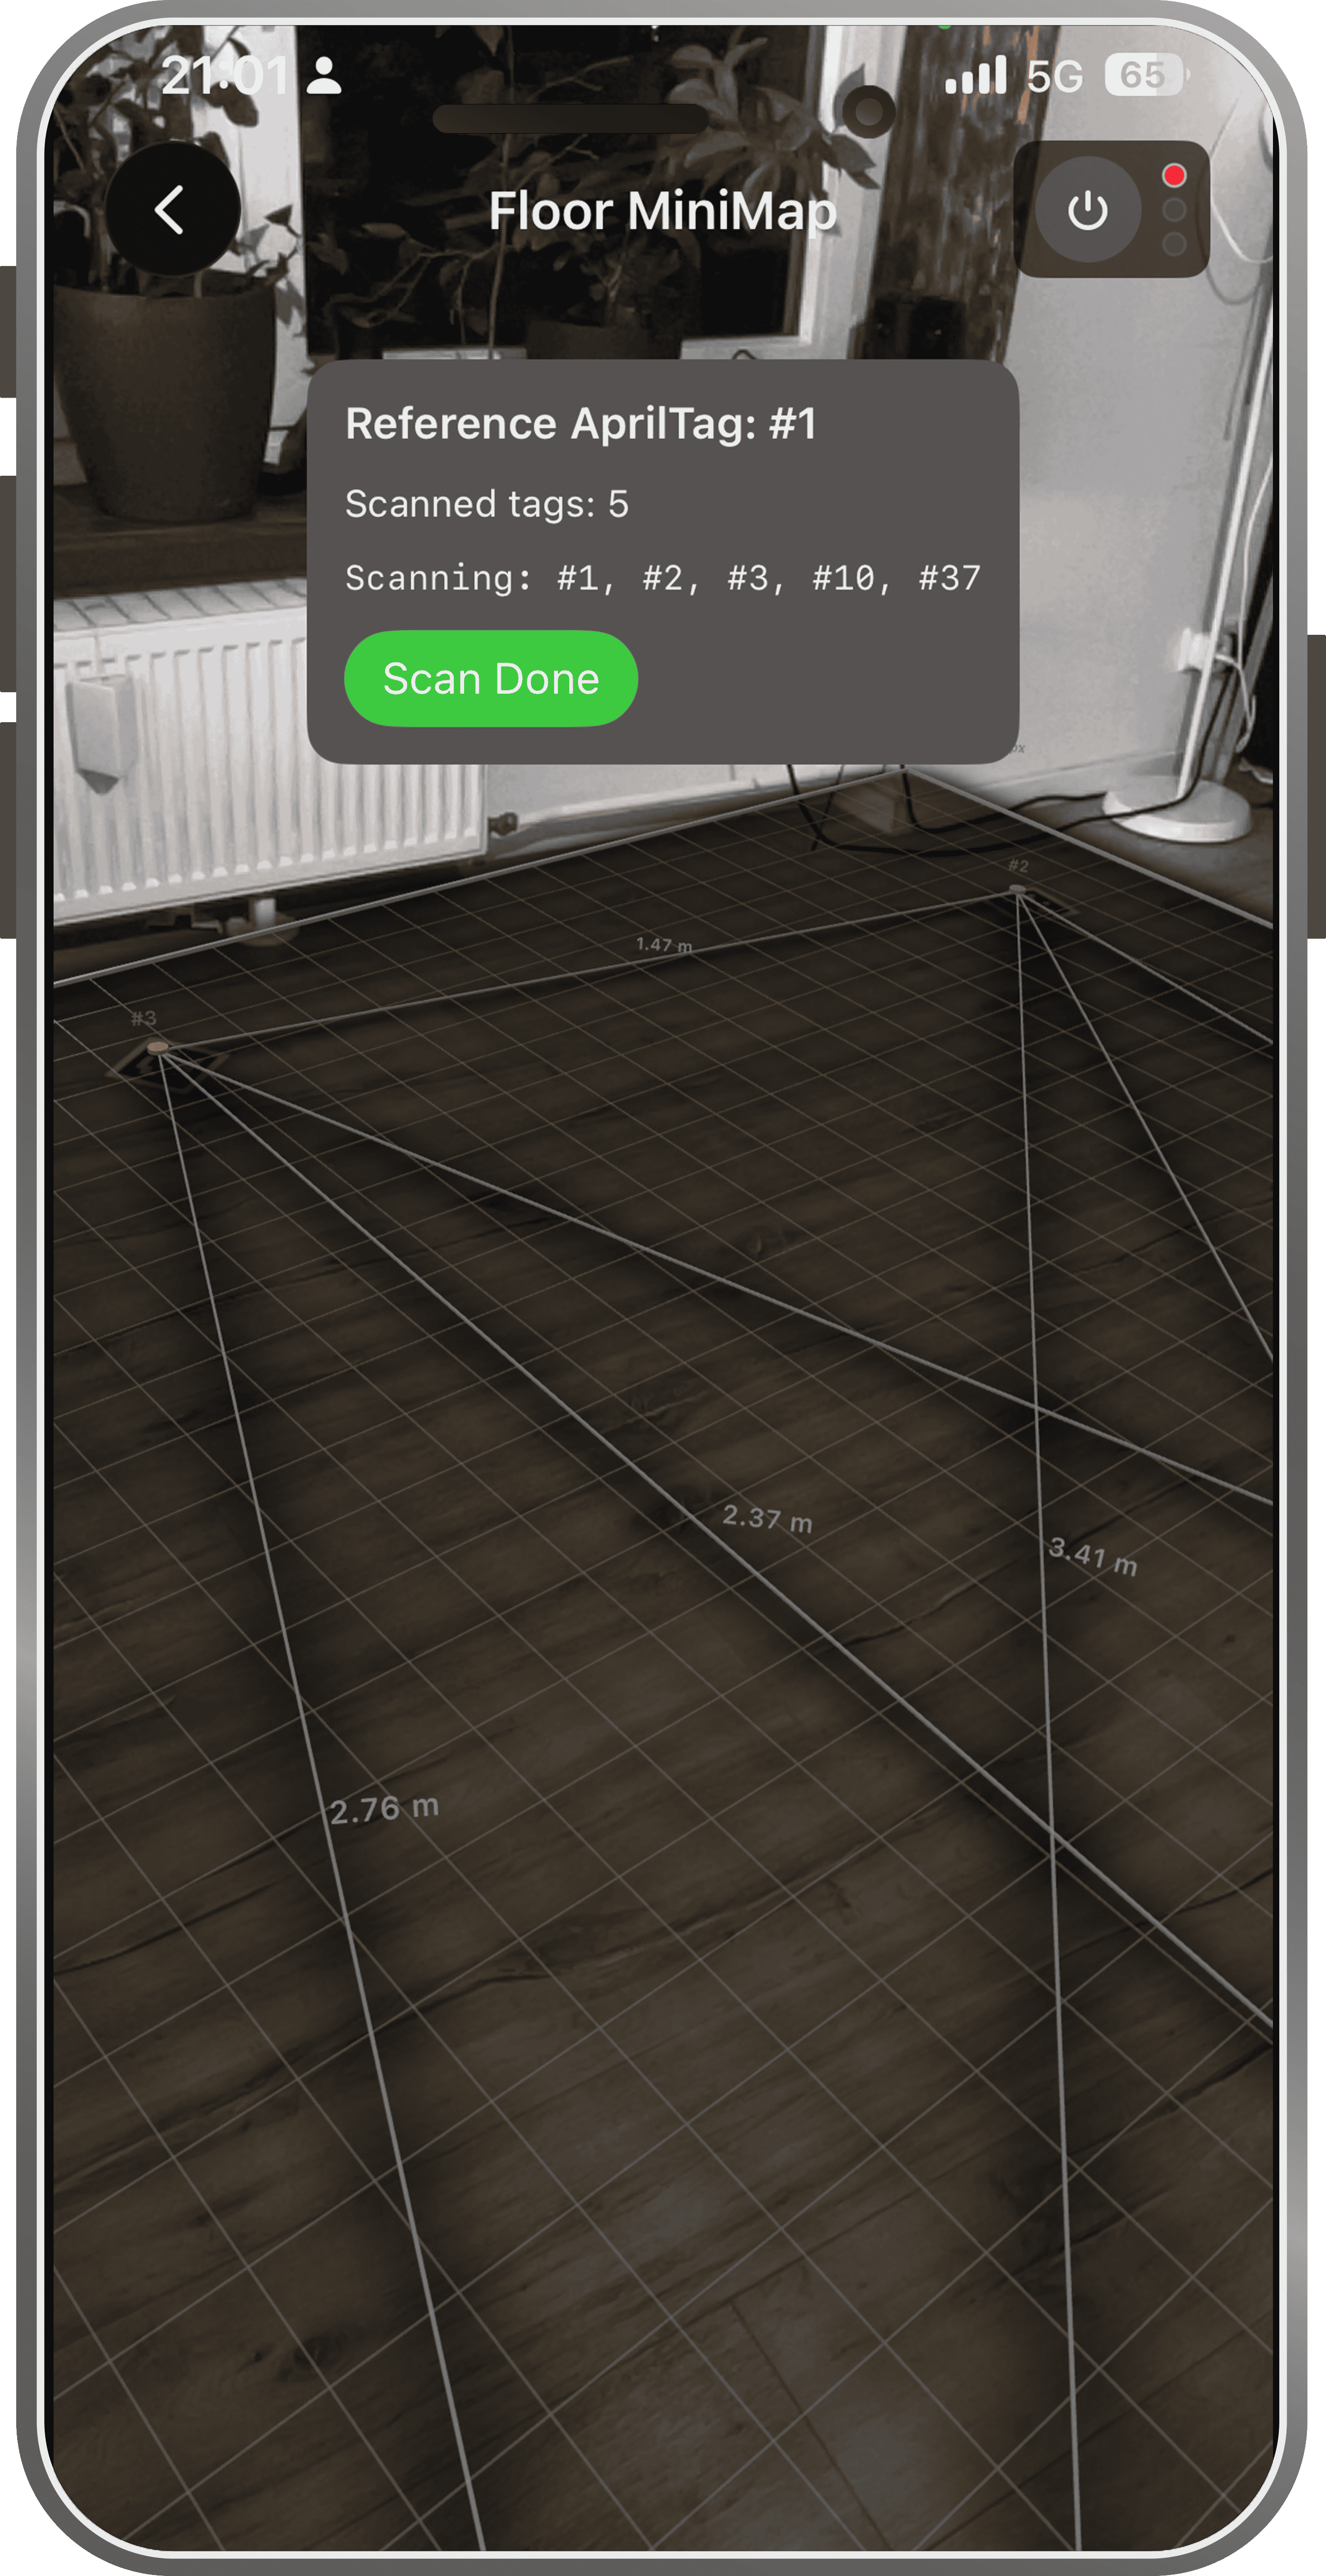 21:01 5G 65
Floor MiniMap
Reference AprilTag: #1
Scanned tags: 5
Scanning: #1, #2, #3, #10, #37
Scan Done
#2
1.47 m
#3
2.37 m
3.41 m
2.76 m